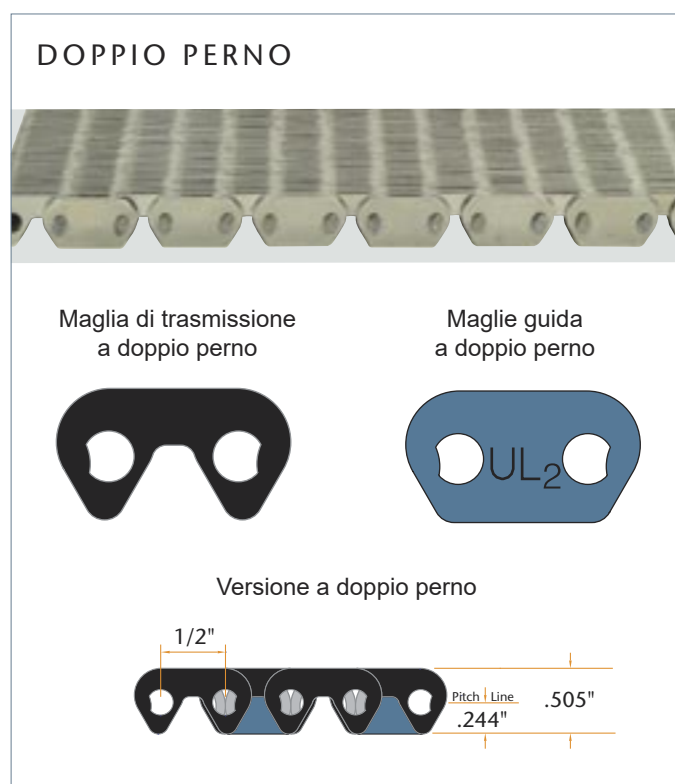 DOPPIO PERNO
Maglia di trasmissione
a doppio perno
Maglie guida
a doppio perno
UL2
Versione a doppio perno
1/2"
Pitch Line
.244"
.505"